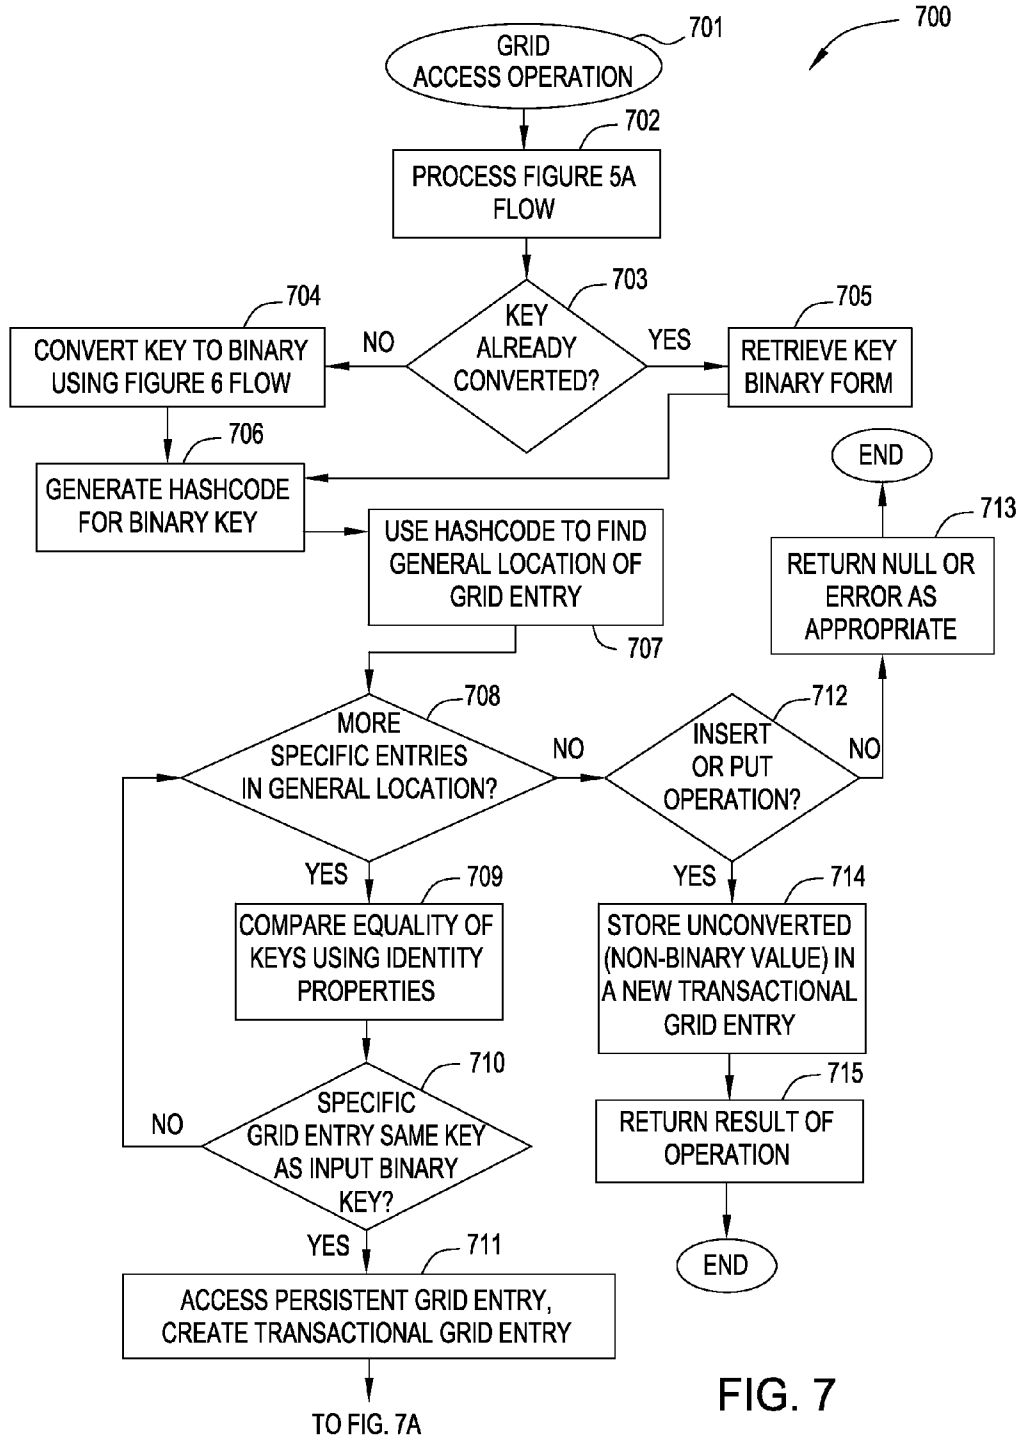 700
701
GRID
ACCESS OPERATION
702
PROCESS FIGURE 5A
FLOW
703
KEY
ALREADY
CONVERTED?
NO
YES
704
CONVERT KEY TO BINARY
USING FIGURE 6 FLOW
705
RETRIEVE KEY
BINARY FORM
706
GENERATE HASHCODE
FOR BINARY KEY
END
USE HASHCODE TO FIND
GENERAL LOCATION OF
GRID ENTRY
707
713
RETURN NULL OR
ERROR AS
APPROPRIATE
708
MORE
SPECIFIC ENTRIES
IN GENERAL LOCATION?
NO
712
INSERT
OR PUT
OPERATION?
NO
YES
709
COMPARE EQUALITY OF
KEYS USING IDENTITY
PROPERTIES
YES
714
STORE UNCONVERTED
(NON-BINARY VALUE) IN
A NEW TRANSACTIONAL
GRID ENTRY
710
SPECIFIC
GRID ENTRY SAME KEY
AS INPUT BINARY
KEY?
NO
715
RETURN RESULT OF
OPERATION
YES
711
ACCESS PERSISTENT GRID ENTRY,
CREATE TRANSACTIONAL GRID ENTRY
END
TO FIG. 7A
FIG. 7